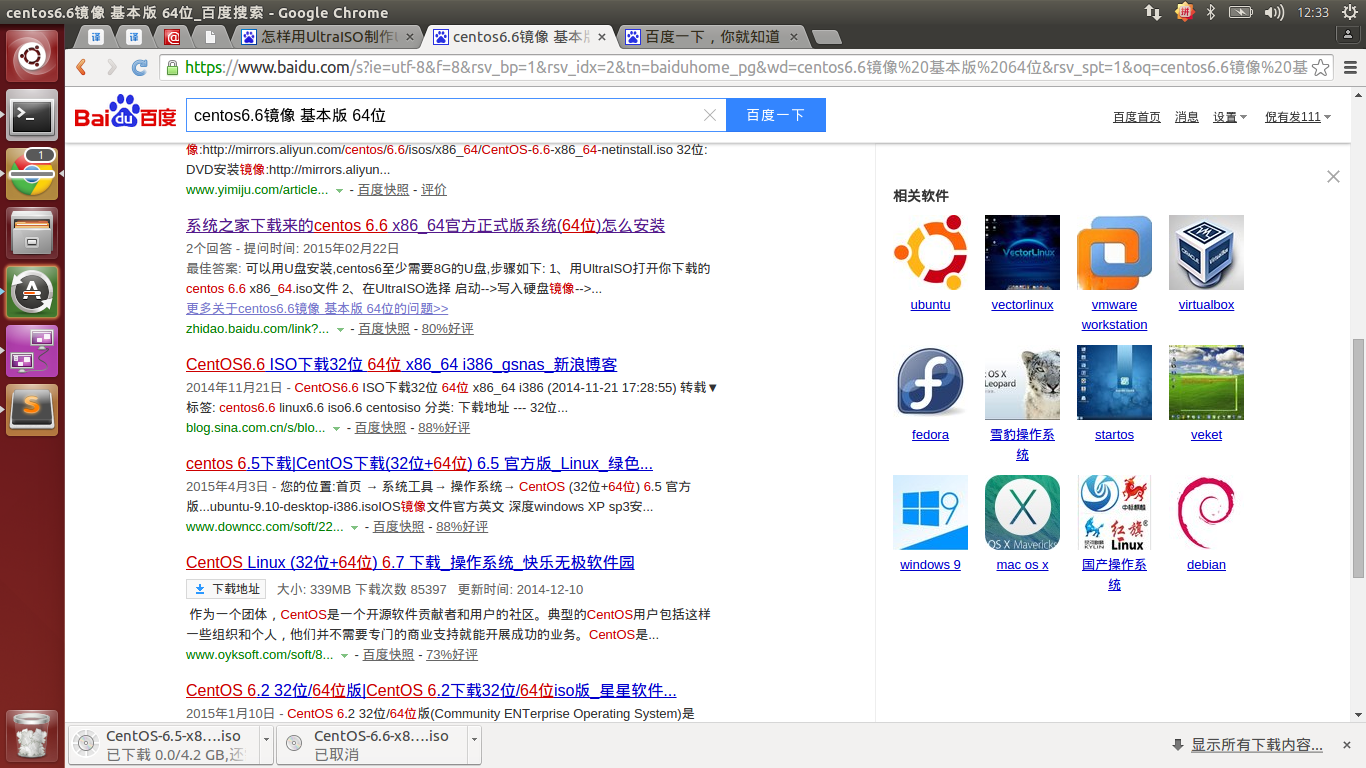 centos6.6镜像 基本版 64位_百度搜索 - Google Chrome
12:33
怎样用UltraISO制作U
centos6.6镜像 基本版
百度一下，你就知道
https://www.baidu.com/s?ie=utf-8&f=8&rsv_bp=1&rsv_idx=2&tn=baiduhome_pg&wd=centos6.6镜像%20基本版%2064位&rsv_spt=1&oq=centos6.6镜像%20基
Bai百度
centos6.6镜像 基本版 64位
百度一下
百度首页 消息 设置 倪有发111
像:http://mirrors.aliyun.com/centos/6.6/isos/x86_64/CentOS-6.6-x86_64-netinstall.iso 32位:
DVD安装镜像:http://mirrors.aliyun...
www.yimiju.com/article... - 百度快照 - 评价
系统之家下载来的centos 6.6 x86_64官方正式版系统(64位)怎么安装
2个回答 - 提问时间: 2015年02月22日
最佳答案: 可以用U盘安装,centos6至少需要8G的U盘,步骤如下: 1、用UltraISO打开你下载的
centos 6.6 x86_64.iso文件 2、在UltraISO选择 启动-->写入硬盘镜像-->...
更多关于centos6.6镜像 基本版 64位的问题>>
zhidao.baidu.com/link?... - 百度快照 - 80%好评
CentOS6.6 ISO下载32位 64位 x86_64 i386_gsnas_新浪博客
2014年11月21日 - CentOS6.6 ISO下载32位 64位 x86_64 i386 (2014-11-21 17:28:55) 转载▼
标签: centos6.6 linux6.6 iso6.6 centosiso 分类: 下载地址 --- 32位...
blog.sina.com.cn/s/blo... - 百度快照 - 88%好评
centos 6.5下载|CentOS下载(32位+64位) 6.5 官方版_Linux_绿色...
2015年4月3日 - 您的位置:首页 → 系统工具→ 操作系统→ CentOS (32位+64位) 6.5 官方
版...ubuntu-9.10-desktop-i386.isoIOS镜像文件官方英文 深度windows XP sp3安...
www.downcc.com/soft/22... - 百度快照 - 88%好评
CentOS Linux (32位+64位) 6.7 下载_操作系统_快乐无极软件园
下载地址 大小: 339MB 下载次数 85397 更新时间: 2014-12-10
作为一个团体，CentOS是一个开源软件贡献者和用户的社区。典型的CentOS用户包括这样
一些组织和个人，他们并不需要专门的商业支持就能开展成功的业务。CentOS是...
www.oyksoft.com/soft/8... - 百度快照 - 73%好评
CentOS 6.2 32位/64位版|CentOS 6.2下载32位/64位iso版_星星软件...
2015年1月10日 - CentOS 6.2 32位/64位版(Community ENTerprise Operating System)是
相关软件
VectorLinux
ubuntu
vectorlinux
vmware
workstation
virtualbox
OS X
Leopard
fedora
雪豹操作系
统
startos
veket
9
OS X Mavericks
中标麒麟
KYLIN
红旗
Linux
windows 9
mac os x
国产操作系
统
debian
CentOS-6.5-x8....iso
已下载 0.0/4.2 GB,还
CentOS-6.6-x8....iso
已取消
显示所有下载内容...